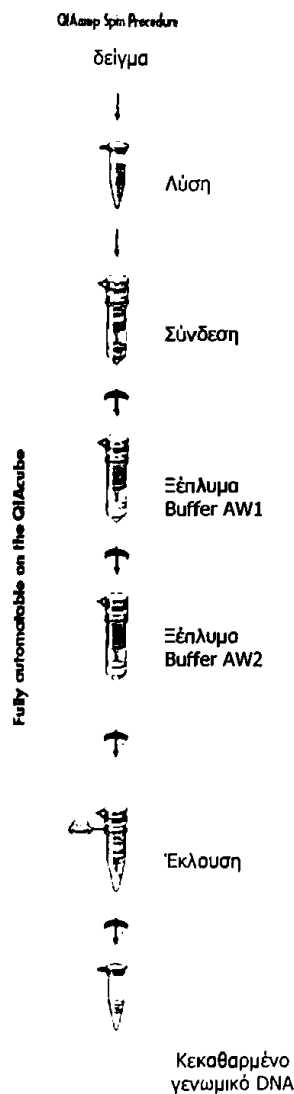 QIAamp Spin Procedure
δείγμα
Λύση
Σύνδεση
Ξέπλυμα
Buffer AW1
Ξέπλυμα
Buffer AW2
Έκλουση
Κεκαθαρμένο
γενωμικό DNA
Fully automatable on the QIAcube